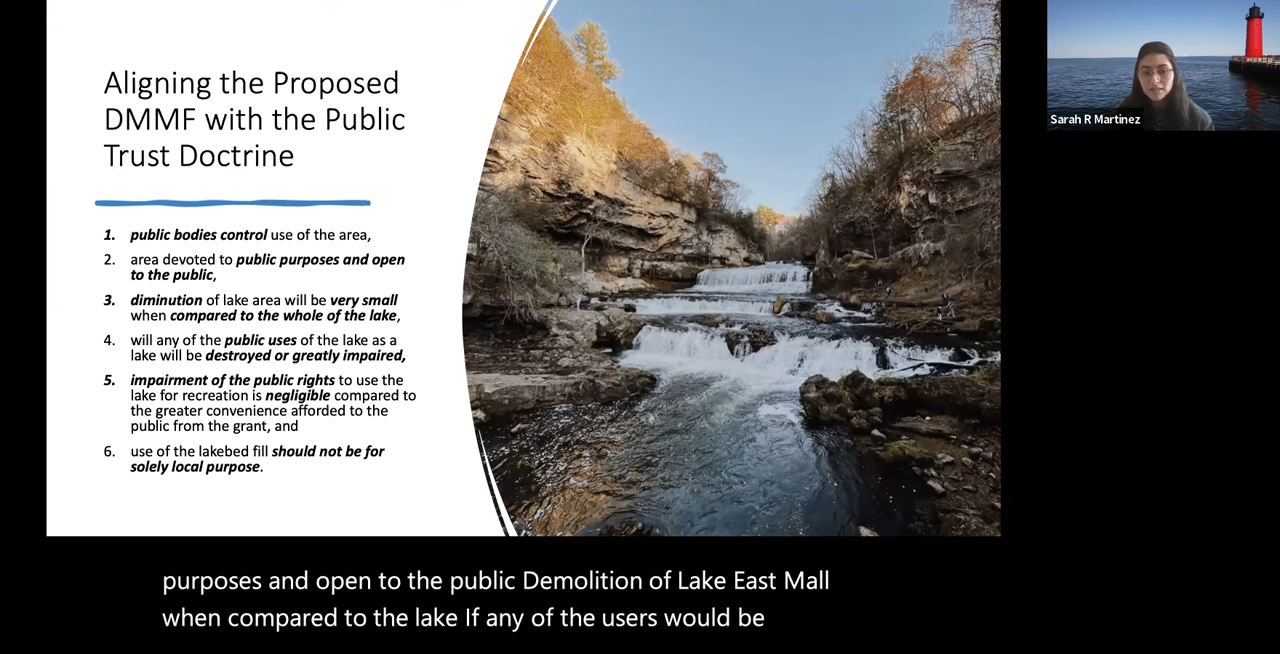 Aligning the Proposed
DMMF with the Public
Trust Doctrine
1. public bodies control use of the area,
2. area devoted to public purposes and open
to the public,
3. diminution of lake area will be very small
when compared to the whole of the lake,
4. will any of the public uses of the lake as a
lake will be destroyed or greatly impaired,
5. impairment of the public rights to use the
lake for recreation is negligible compared to
the greater convenience afforded to the
public from the grant, and
6. use of the lakebed fill should not be for
solely local purpose.
Sarah R Martinez
purposes and open to the public Demolition of Lake East Mall
when compared to the lake If any of the users would be